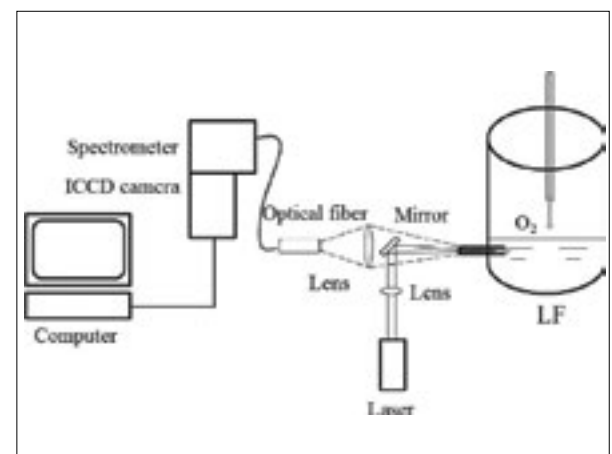 Spectrometer
ICCD camera
Optical fiber
Mirror
O₂
Lens
Lens
LF
Computer
Laser